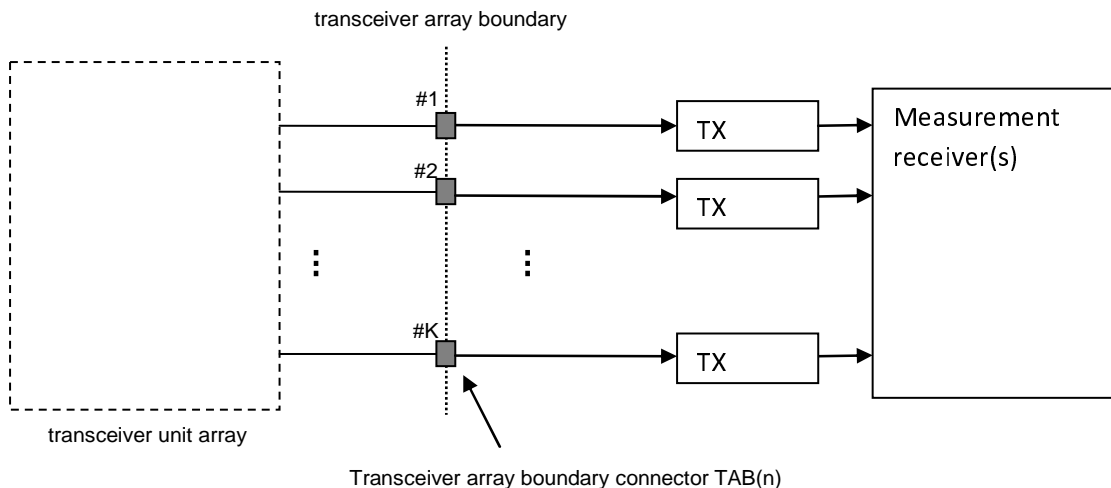 transceiver array boundary
#1
TX
Measurement
receiver(s)
#2
TX
#K
TX
transceiver unit array
Transceiver array boundary connector TAB(n)